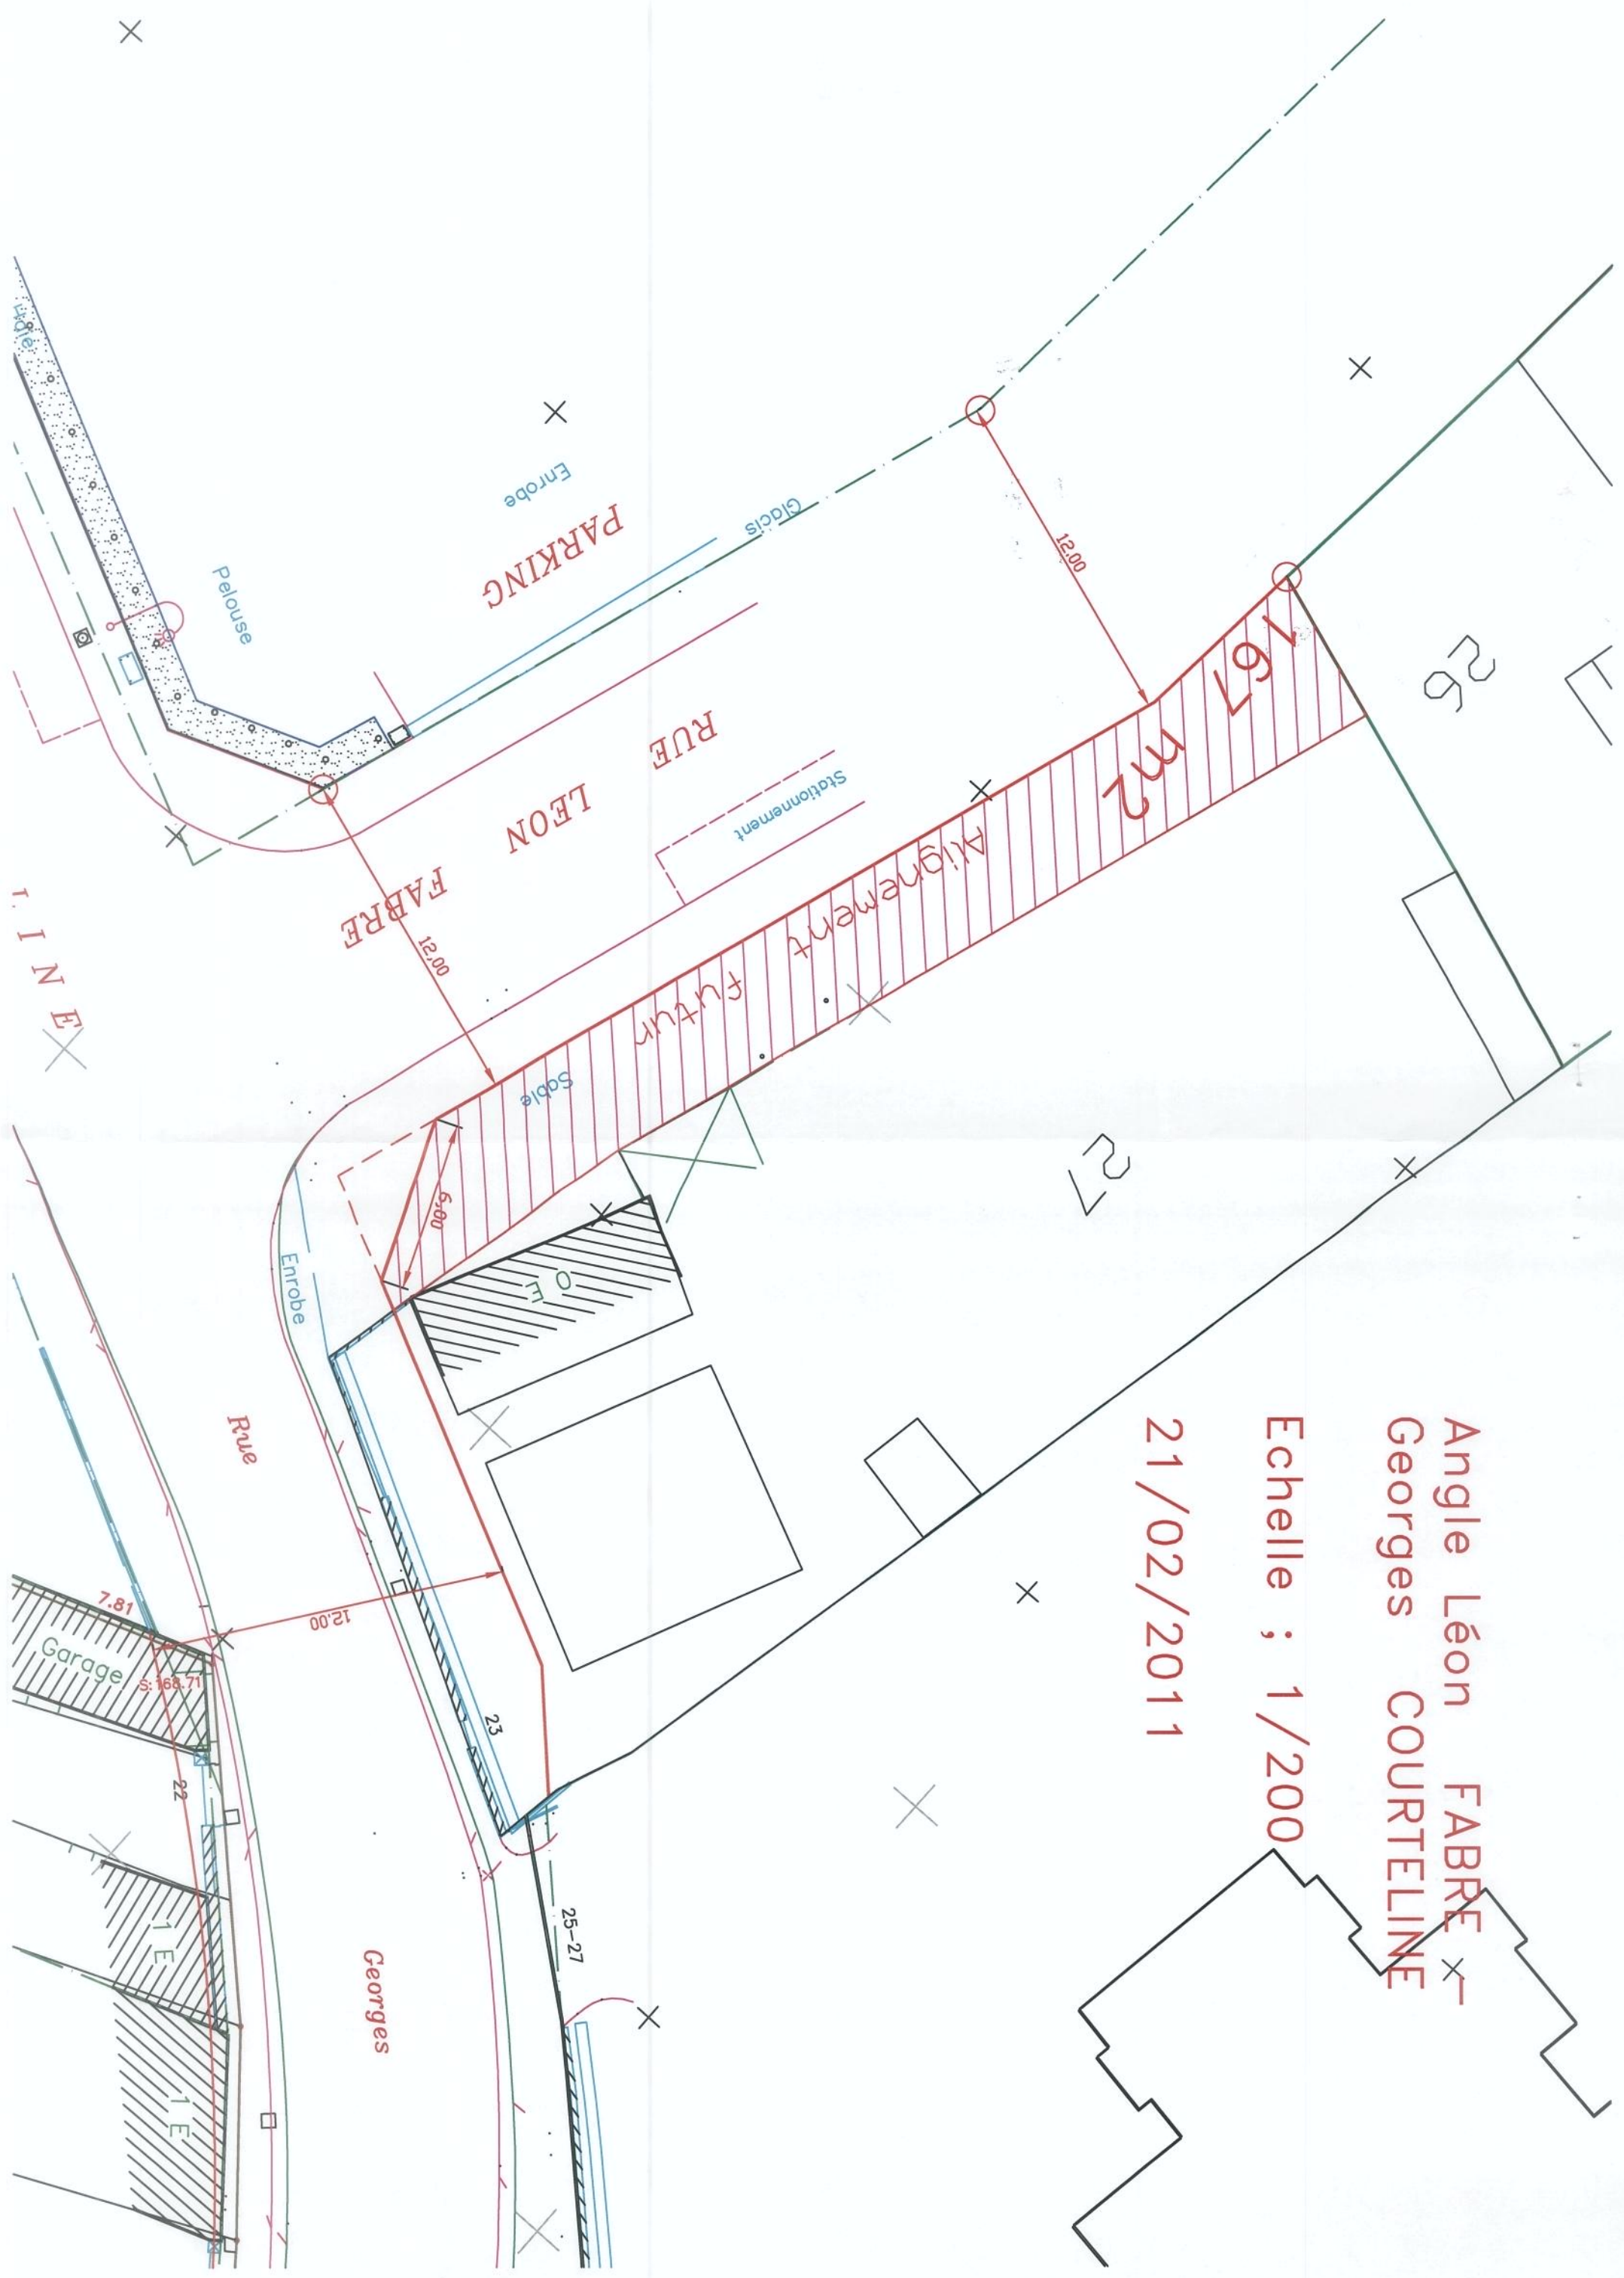 Angle Léon FABRE –
Georges COURTELINE
Echelle ; 1/200
21/02/2011
Haie
Pelouse
Enrobe
PARKING
Glacis
12.00
RUE
LEON
FABRE
Stationnement
12.00
167 m2
Alignement
futur
Sable
6.00
26
27
O E
Enrobe
Rue
Georges
12.00
7.81
Garage
S:168.71
22
23
25-27
1 E
1 E
INE